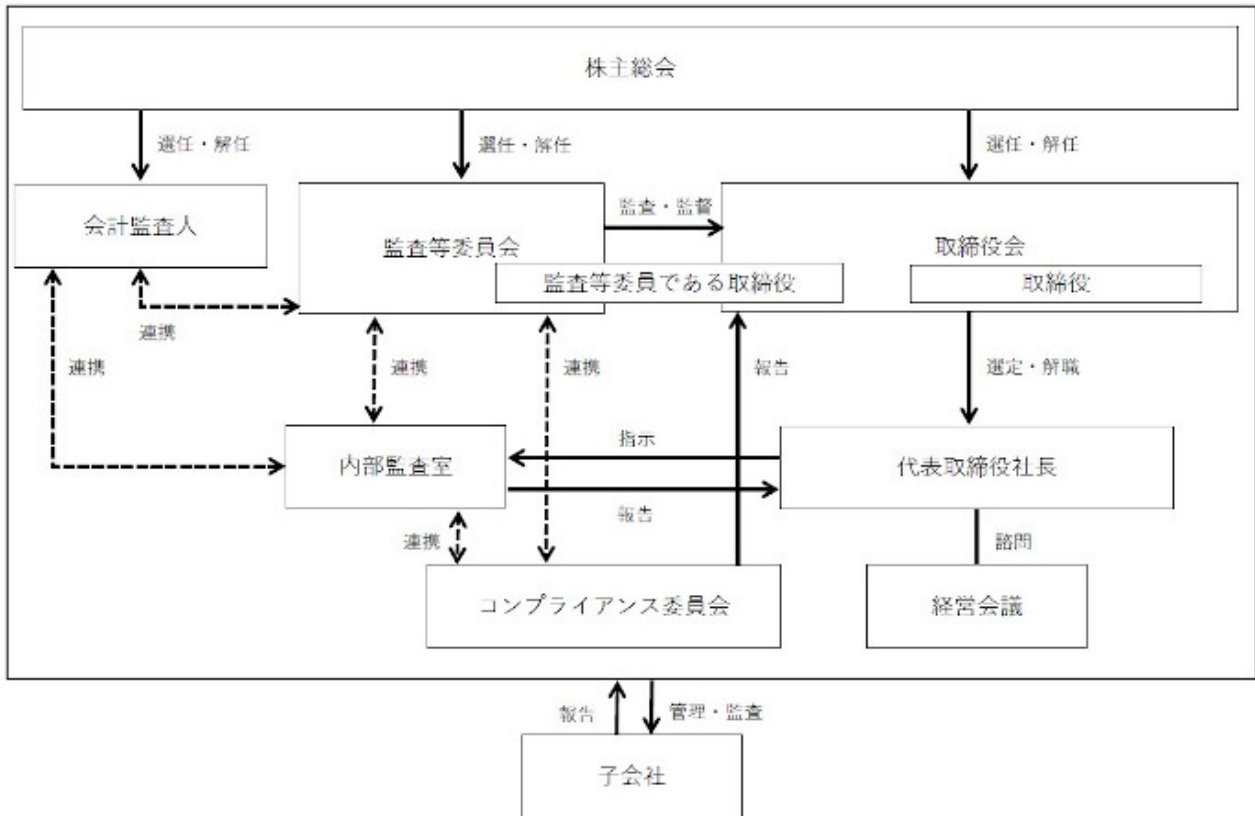 株主総会
選任・解任
選任・解任
選任・解任
会計監査人
監査等委員会
監査・監督
取締役会
監査等委員である取締役
取締役
連携
連携
連携
連携
報告
選定・解職
内部監査室
指示
報告
代表取締役社長
連携
諮問
コンプライアンス委員会
経営会議
報告
管理・監査
子会社